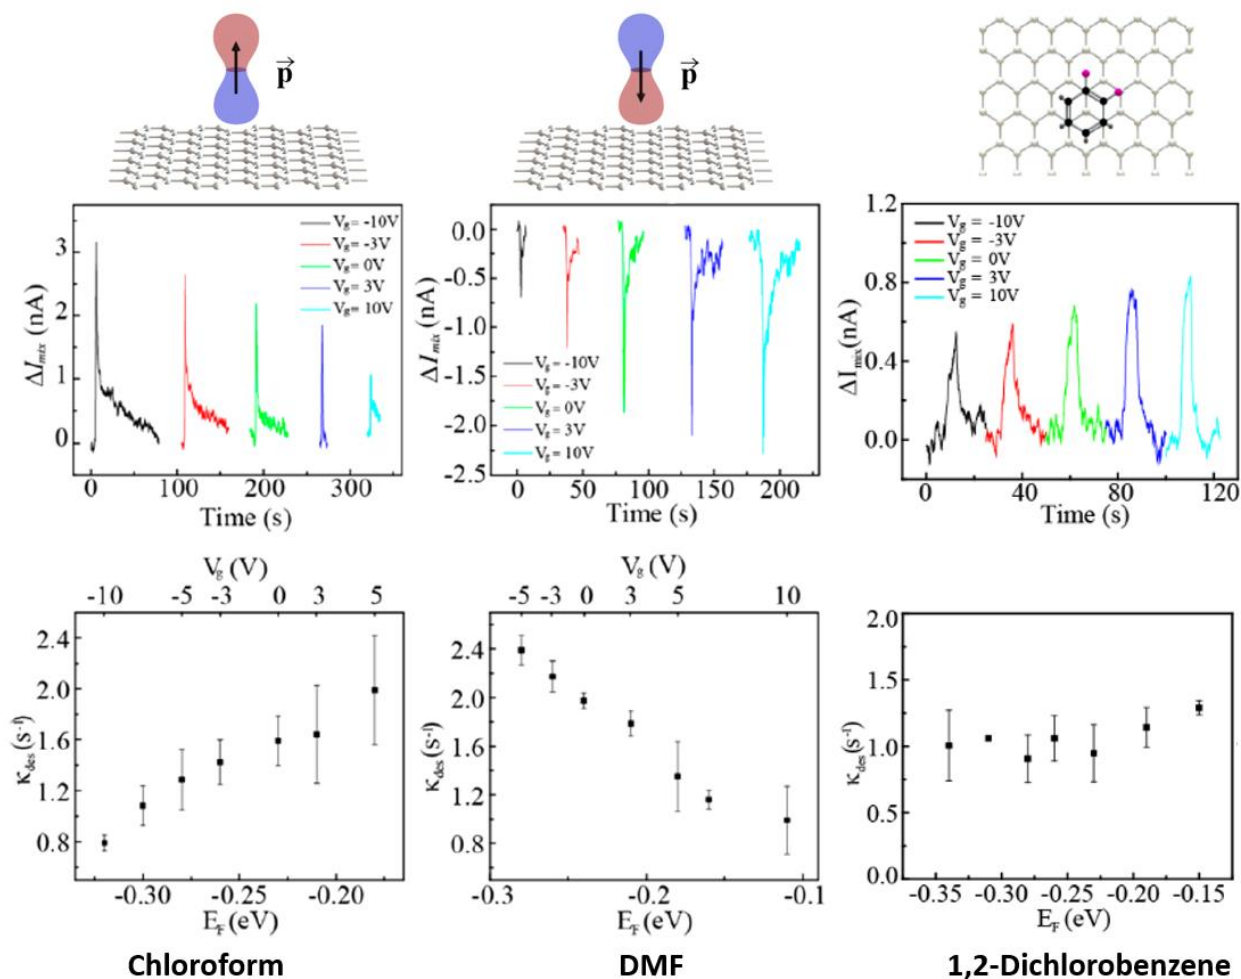 p
p
V_g = -10V
V_g = -3V
V_g = 0V
V_g = 3V
V_g = 10V
3
2
1
0
ΔI_mix (nA)
0 100 200 300
Time (s)
0.0
-0.5
-1.0
-1.5
-2.0
-2.5
ΔI_mix (nA)
V_g = -10V
V_g = -3V
V_g = 0V
V_g = 3V
V_g = 10V
0 50 100 150 200
Time (s)
1.2
0.8
0.4
0.0
ΔI_mix(nA)
V_g = -10V
V_g = -3V
V_g = 0V
V_g = 3V
V_g = 10V
0 40 80 120
Time (s)
V_g (V)
-10 -5 -3 0 3 5
2.4
2.0
1.6
1.2
0.8
κ_des (s⁻¹)
-0.30 -0.25 -0.20
E_F (eV)
Chloroform
V_g (V)
-5 -3 0 3 5 10
2.4
2.0
1.6
1.2
0.8
κ_des (s⁻¹)
-0.3 -0.2 -0.1
E_F (eV)
DMF
2.0
1.5
1.0
0.5
0.0
κ_des (s⁻¹)
-0.35 -0.30 -0.25 -0.20 -0.15
E_F (eV)
1,2-Dichlorobenzene